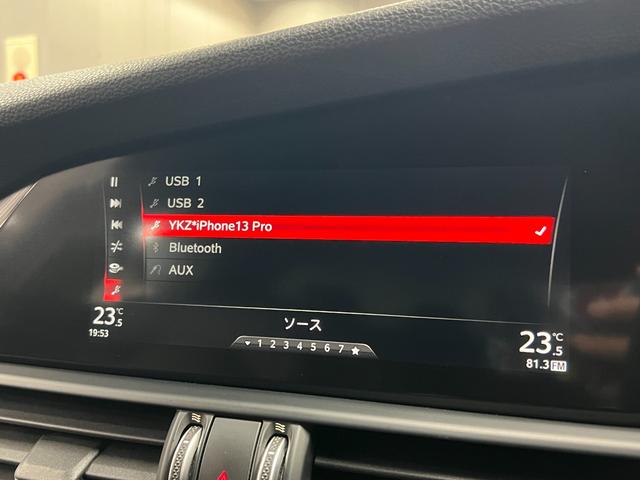 USB 1
USB 2
YKZ*iPhone13 Pro
Bluetooth
AUX
23.5°C
19:53
ソース
1 2 3 4 5 6 7
23.5°C
81.3 FM